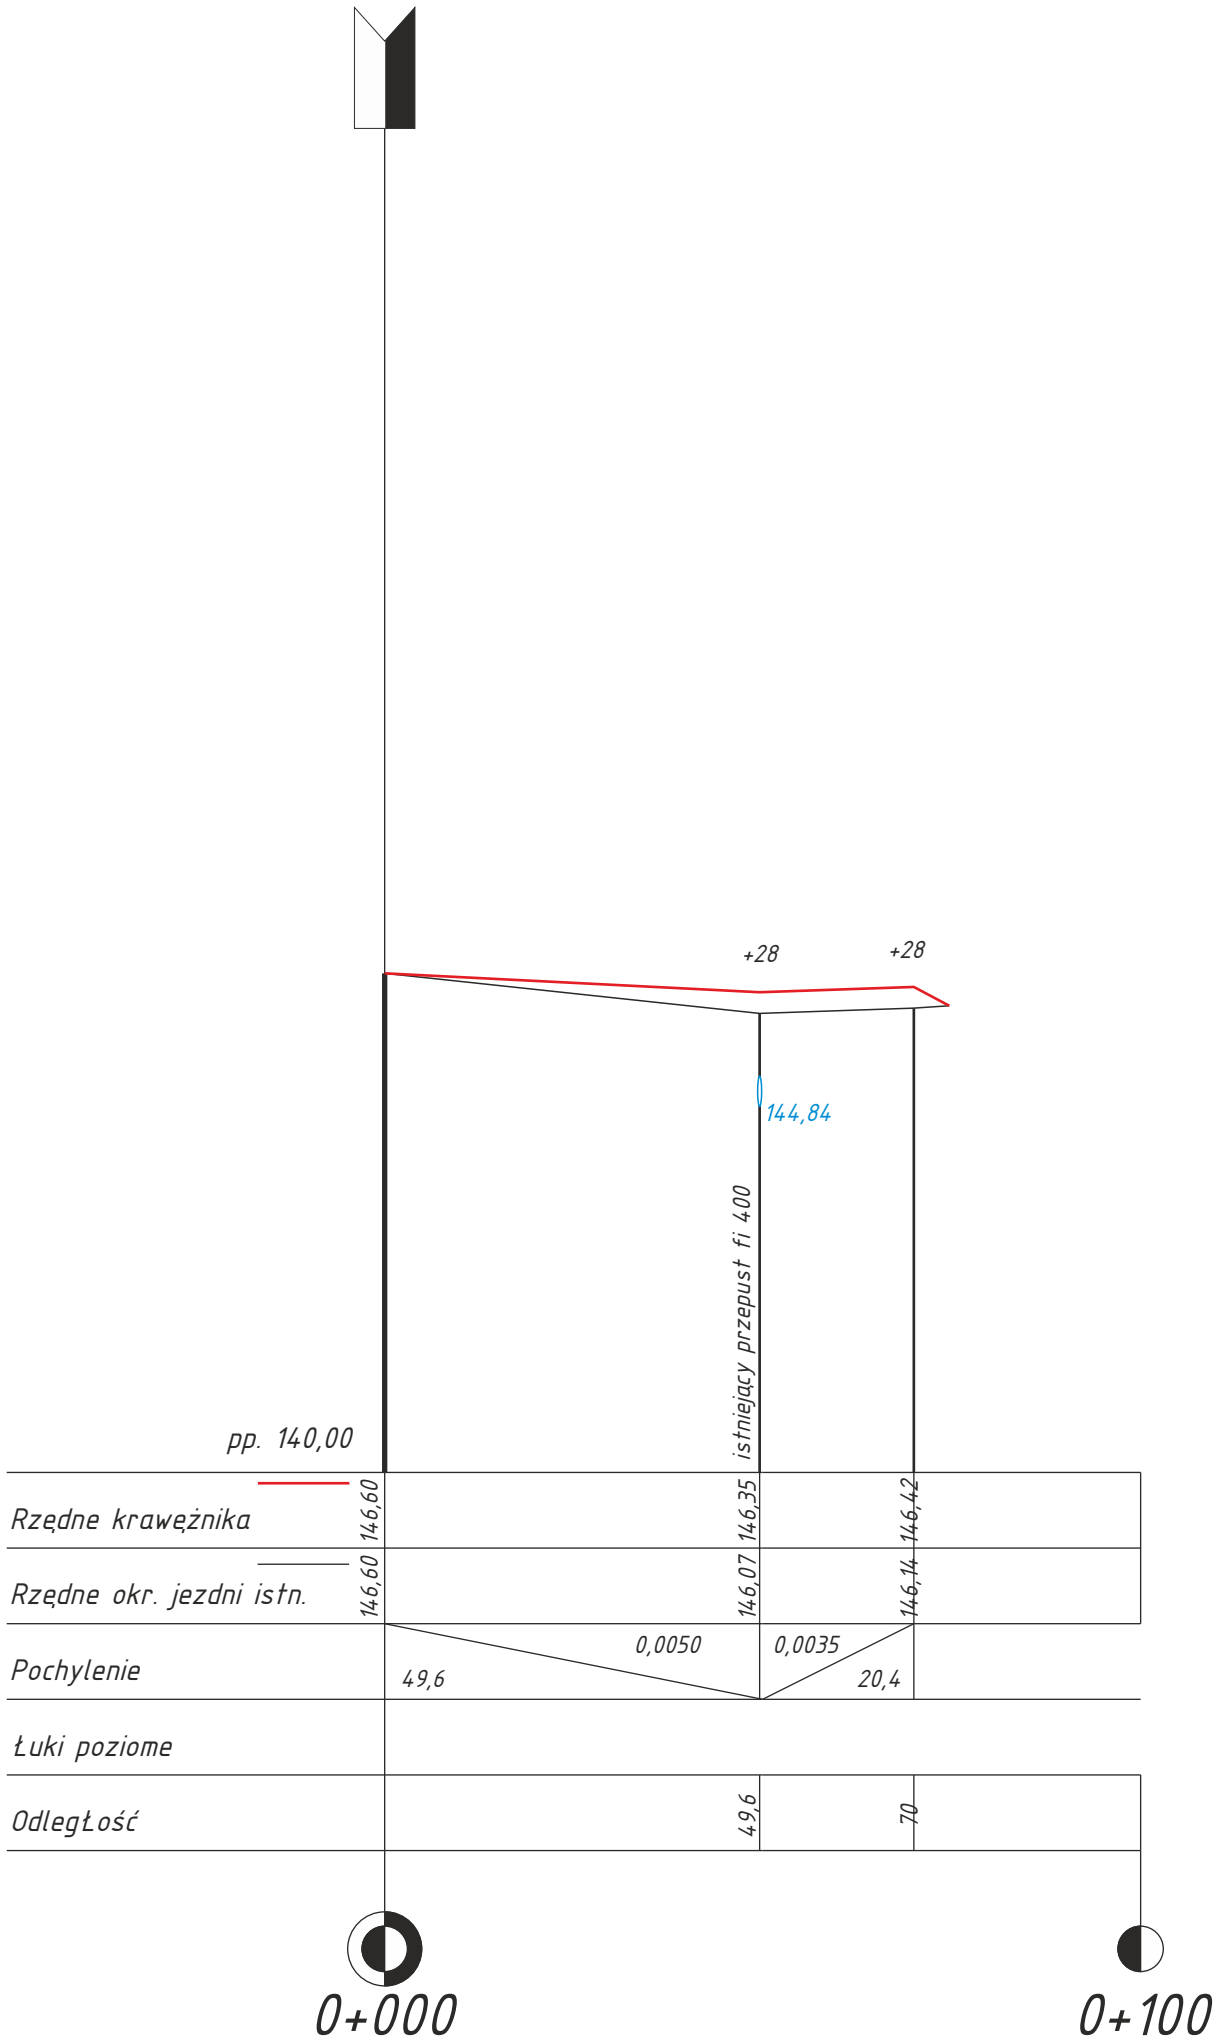 +28
+28
144,84
istniejący przepust fi 400
pp. 140,00
Rzędne krawężnika
146,60
146,35
146,42
Rzędne okr. jezdni istn.
146,60
146,07
146,14
Pochylenie
49,6
0,0050
0,0035
20,4
Łuki poziome
Odległość
49,6
70
0+000
0+100